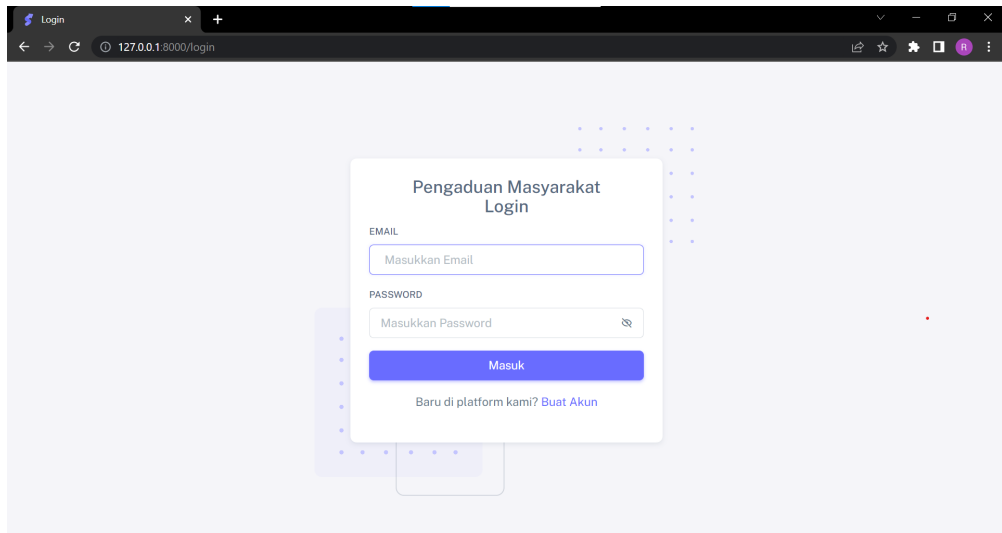 Login
127.0.0.1:8000/login
R
Pengaduan Masyarakat
Login
EMAIL
Masukkan Email
PASSWORD
Masukkan Password
Masuk
Baru di platform kami? Buat Akun